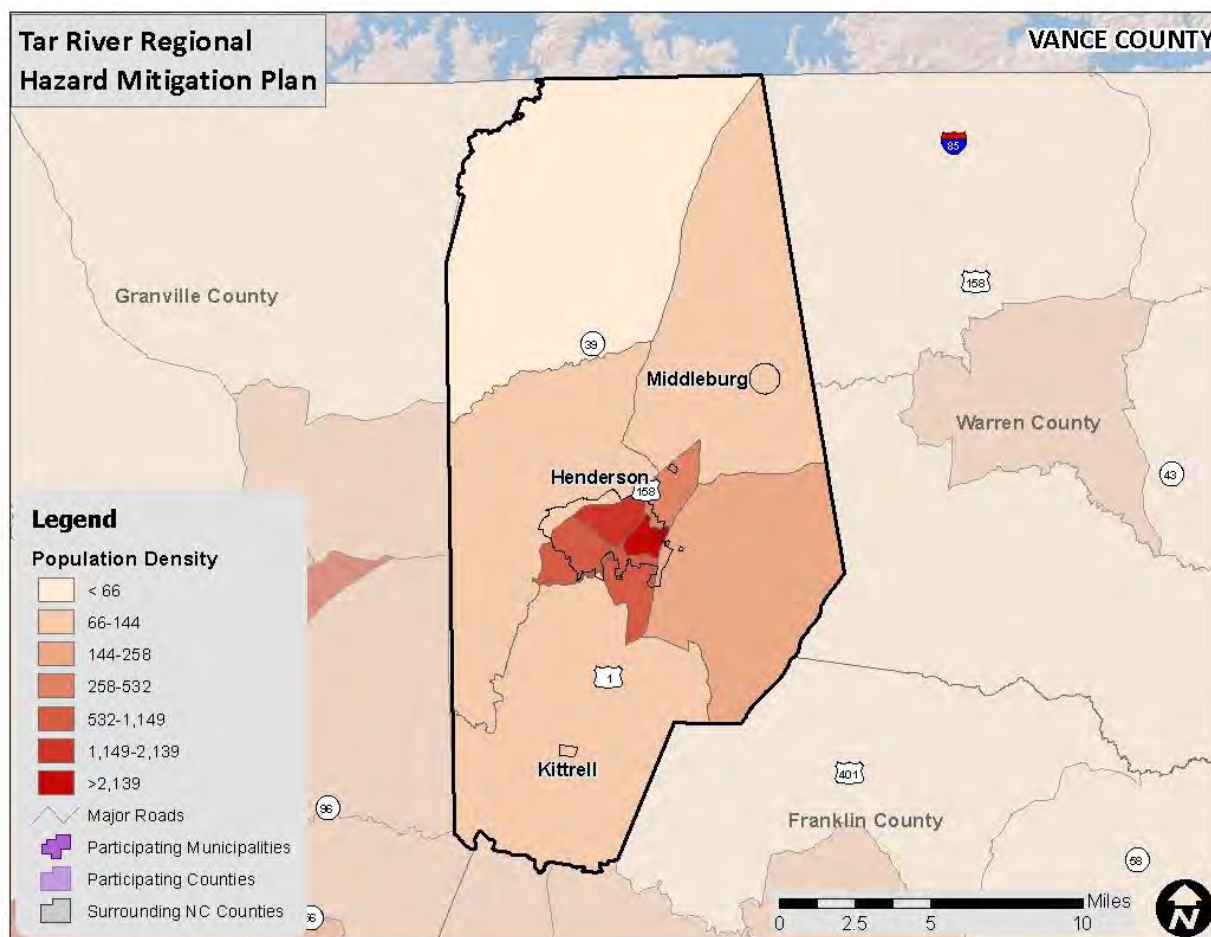 Tar River Regional
Hazard Mitigation Plan
VANCE COUNTY
85
Granville County
158
39
Middleburg
Warren County
43
Henderson
158
Legend
Population Density
< 66
66-144
144-258
258-532
532-1,149
1,149-2,139
>2,139
Major Roads
Participating Municipalities
Participating Counties
Surrounding NC Counties
1
Kittrell
401
96
Franklin County
58
Miles
0 2.5 5 10
N